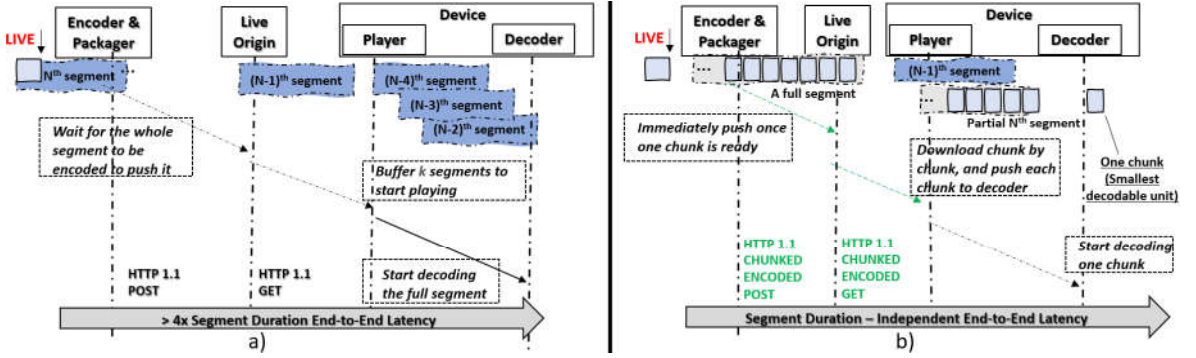 Device
Encoder &
Packager
Live
Origin
Player
Decoder
LIVE
Nth segment
...
(N-1)th segment
(N-4)th segment
(N-3)th segment
(N-2)th segment
Wait for the whole
segment to be
encoded to push it
Buffer k segments to
start playing
HTTP 1.1
POST
HTTP 1.1
GET
Start decoding
the full segment
> 4x Segment Duration End-to-End Latency
a)
Device
Encoder &
Packager
Live
Origin
Player
Decoder
LIVE
...
A full segment
(N-1)th segment
...
Partial Nth segment
Immediately push once
one chunk is ready
Download chunk by
chunk, and push each
chunk to decoder
One chunk
(Smallest
decodable unit)
HTTP 1.1
CHUNKED
ENCODED
POST
HTTP 1.1
CHUNKED
ENCODED
GET
Start decoding
one chunk
Segment Duration – Independent End-to-End Latency
b)